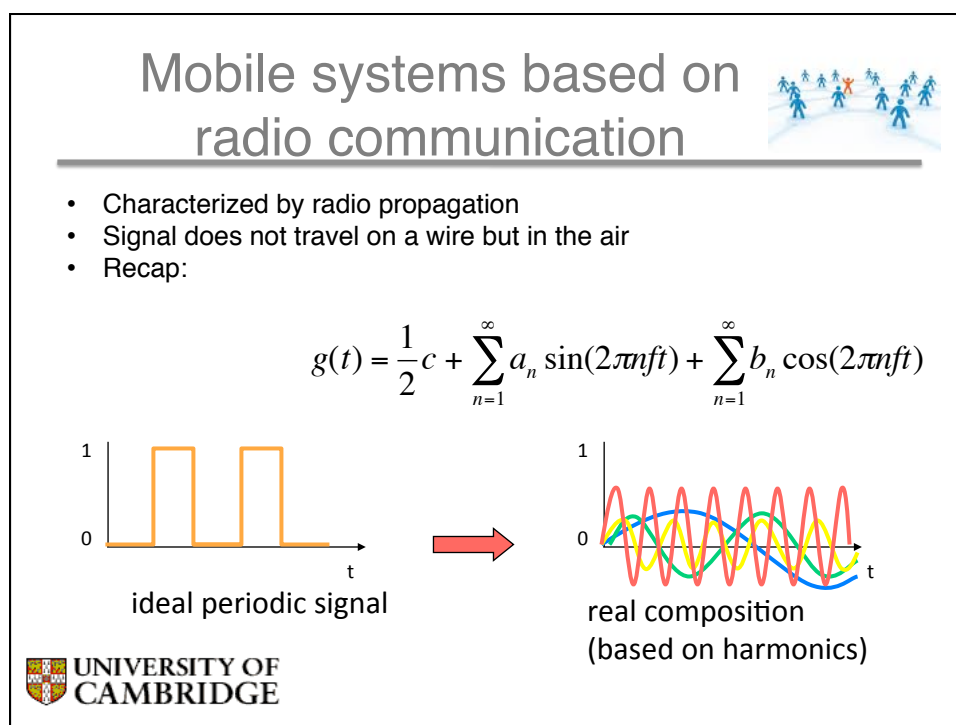 Mobile systems based on
radio communication
• Characterized by radio propagation
• Signal does not travel on a wire but in the air
• Recap:
g(t) = 1/2 c + ∑_{n=1}^{∞} a_n sin(2πnft) + ∑_{n=1}^{∞} b_n cos(2πnft)
1
0
t
ideal periodic signal
1
0
t
real composition
(based on harmonics)
UNIVERSITY OF
CAMBRIDGE